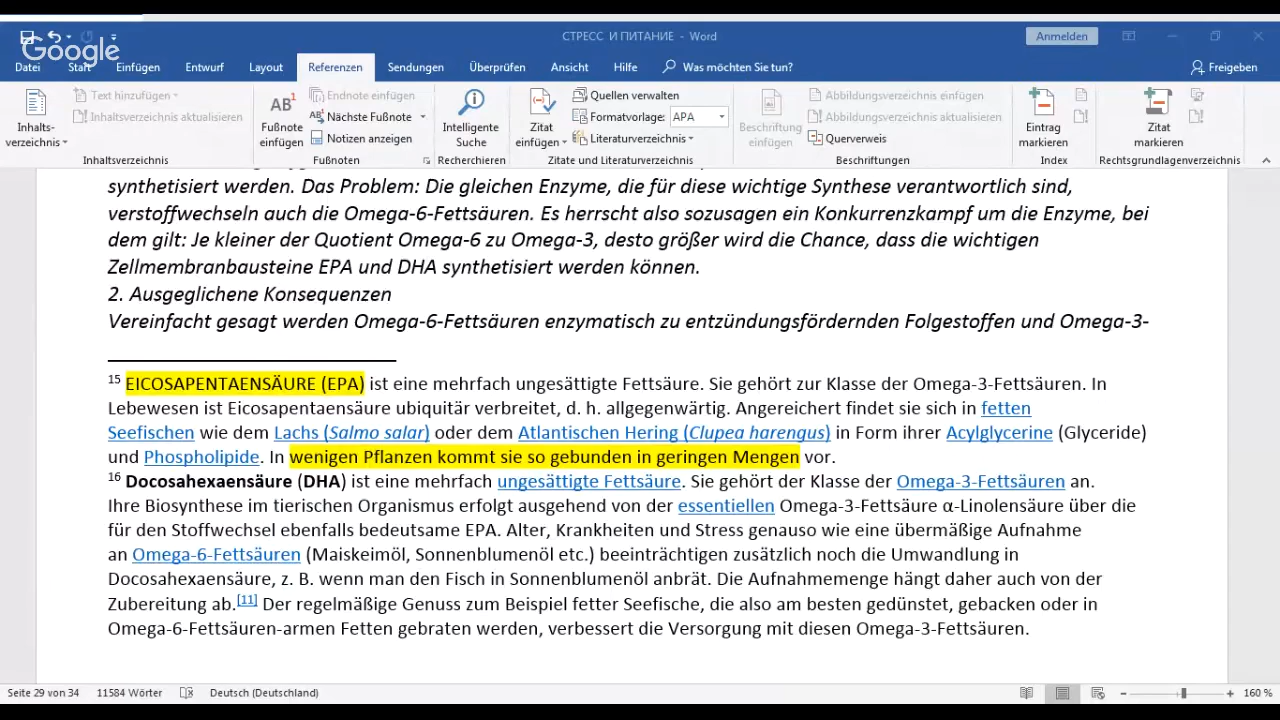 СТРЕСС И ПИТАНИЕ - Word
Anmelden
Google
Datei Start Einfügen Entwurf Layout Referenzen Sendungen Überprüfen Ansicht Hilfe Was möchten Sie tun? Freigeben
Inhalts-
verzeichnis
Text hinzufügen
Inhaltsverzeichnis aktualisieren
Inhaltsverzeichnis
AB1
Fußnote
einfügen
Endnote einfügen
Nächste Fußnote
Notizen anzeigen
Fußnoten
Intelligente
Suche
Recherchieren
Zitat
einfügen
Quellen verwalten
Formatvorlage: APA
Literaturverzeichnis
Zitate und Literaturverzeichnis
Beschriftung
einfügen
Abbildungsverzeichnis einfügen
Abbildungsverzeichnis aktualisieren
Querverweis
Beschriftungen
Eintrag
markieren
Index
Zitat
markieren
Rechtsgrundlagenverzeichnis
synthetisiert werden. Das Problem: Die gleichen Enzyme, die für diese wichtige Synthese verantwortlich sind,
verstoffwechseln auch die Omega-6-Fettsäuren. Es herrscht also sozusagen ein Konkurrenzkampf um die Enzyme, bei
dem gilt: Je kleiner der Quotient Omega-6 zu Omega-3, desto größer wird die Chance, dass die wichtigen
Zellmembranbausteine EPA und DHA synthetisiert werden können.
2. Ausgeglichene Konsequenzen
Vereinfacht gesagt werden Omega-6-Fettsäuren enzymatisch zu entzündungsfördernden Folgestoffen und Omega-3-
15 EICOSAPENTAENSÄURE (EPA) ist eine mehrfach ungesättigte Fettsäure. Sie gehört zur Klasse der Omega-3-Fettsäuren. In
Lebewesen ist Eicosapentaensäure ubiquitär verbreitet, d. h. allgegenwärtig. Angereichert findet sie sich in fetten
Seefischen wie dem Lachs (Salmo salar) oder dem Atlantischen Hering (Clupea harengus) in Form ihrer Acylglycerine (Glyceride)
und Phospholipide. In wenigen Pflanzen kommt sie so gebunden in geringen Mengen vor.
16 Docosahexaensäure (DHA) ist eine mehrfach ungesättigte Fettsäure. Sie gehört der Klasse der Omega-3-Fettsäuren an.
Ihre Biosynthese im tierischen Organismus erfolgt ausgehend von der essentiellen Omega-3-Fettsäure α-Linolensäure über die
für den Stoffwechsel ebenfalls bedeutsame EPA. Alter, Krankheiten und Stress genauso wie eine übermäßige Aufnahme
an Omega-6-Fettsäuren (Maiskeimöl, Sonnenblumenöl etc.) beeinträchtigen zusätzlich noch die Umwandlung in
Docosahexaensäure, z. B. wenn man den Fisch in Sonnenblumenöl anbrät. Die Aufnahmemenge hängt daher auch von der
Zubereitung ab.[11] Der regelmäßige Genuss zum Beispiel fetter Seefische, die also am besten gedünstet, gebacken oder in
Omega-6-Fettsäuren-armen Fetten gebraten werden, verbessert die Versorgung mit diesen Omega-3-Fettsäuren.
Seite 29 von 34 11584 Wörter Deutsch (Deutschland) 160 %